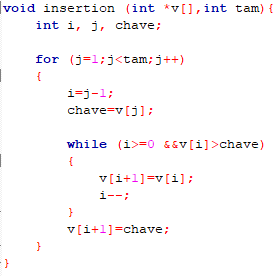 void insertion (int *v[],int tam){
int i, j, chave;
for (j=1;j<tam;j++)
{
i=j-1;
chave=v[j];
while (i>=0 &&v[i]>chave)
{
v[i+1]=v[i];
i--;
}
v[i+1]=chave;
}
}